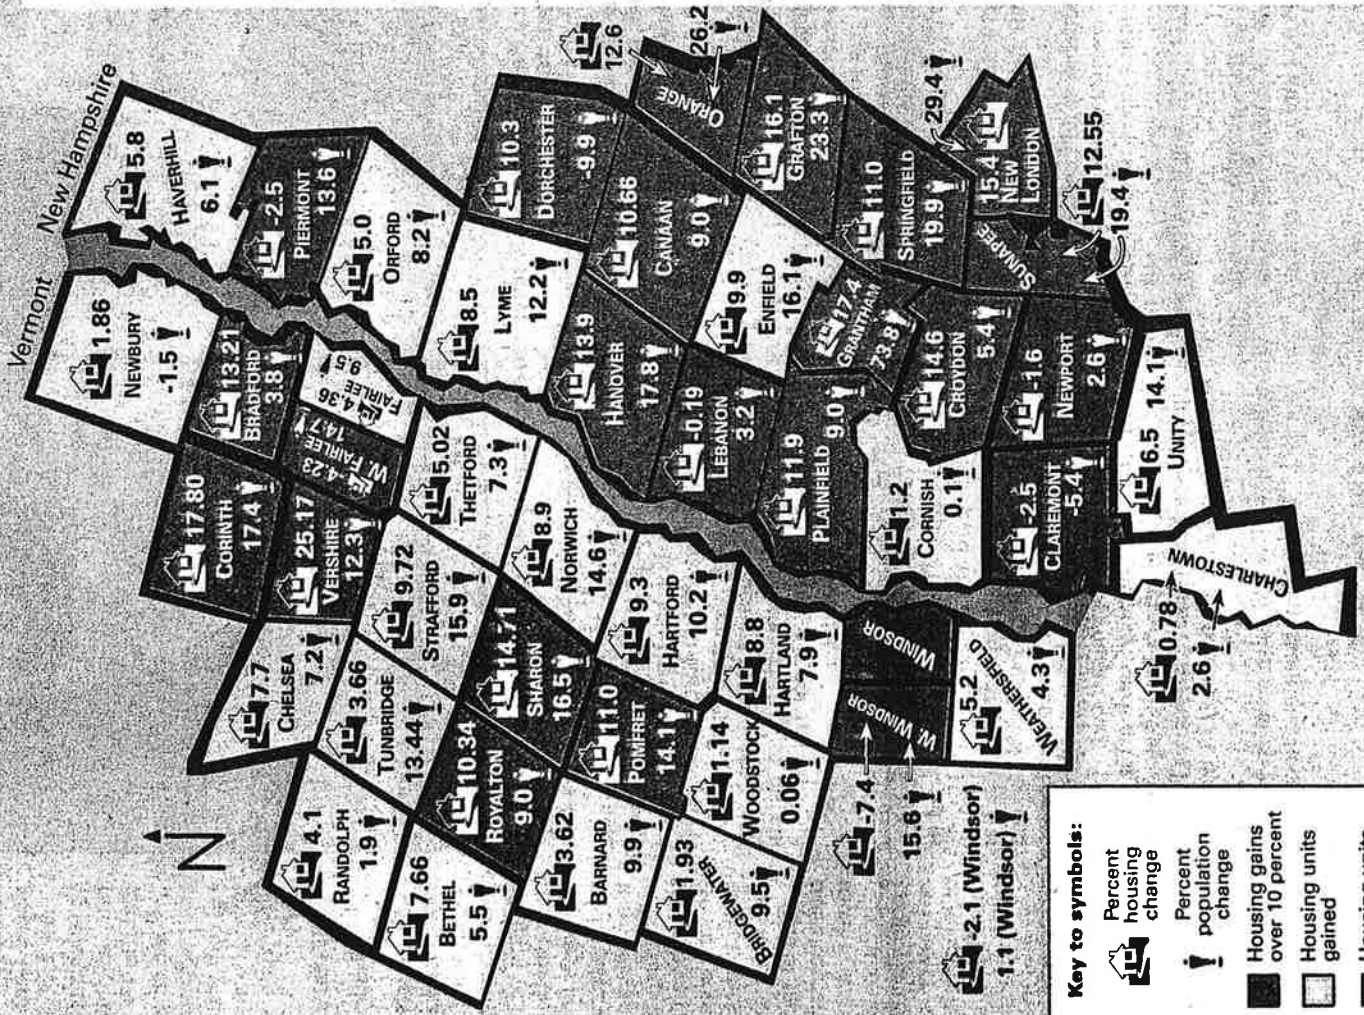 Vermont
New Hampshire
1.86
NEWBURY
-1.5
15.8
HAVERHILL
6.1
13.21
BRADFORD
3.8
-2.5
PIERMONT
13.6
4.36
FAIRLEE
9.5
-4.23
W. FAIRLEE
14.7
15.0
ORFORD
8.2
17.80
CORINTH
17.4
25.17
VERSHIRE
12.3
15.02
THETFORD
7.3
8.5
LYME
12.2
10.3
DORCHESTER
-9.9
12.6
26.2
ORANGE
7.7
CHELSEA
7.2
9.72
STRAFFORD
15.9
8.9
NORWICH
14.6
13.9
HANOVER
17.8
10.66
CANAAN
9.0
16.1
GRAFTON
23.3
3.66
TUNBRIDGE
13.44
14.71
SHARON
16.5
9.3
HARTFORD
10.2
-0.19
LEBANON
3.2
9.9
ENFIELD
16.1
11.0
SPRINGFIELD
19.9
29.4
15.4
NEW
LONDON
4.1
RANDOLPH
1.9
10.34
ROYALTON
9.0
11.0
POMFRET
14.1
8.8
HARTLAND
7.9
11.9
PLAINFIELD
9.0
17.4
GRANTHAM
73.8
14.6
CROYDON
5.4
SUNAPEE
12.55
19.4
7.66
BETHEL
5.5
3.62
BARNARD
9.9
1.14
WOODSTOCK
0.06
1.93
BRIDGEWATER
9.5
W. WINDSOR
WINDSOR
-7.4
15.6
-2.1 (Windsor)
1.1 (Windsor)
1.2
CORNISH
0.1
-1.6
NEWPORT
2.6
-2.5
CLAREMONT
-5.4
5.2
WEATHERSFIELD
4.3
6.5
14.1
UNITY
CHARLESTOWN
0.78
2.6
N
Key to symbols:
Percent
housing
change
Percent
population
change
Housing gains
over 10 percent
Housing units
gained